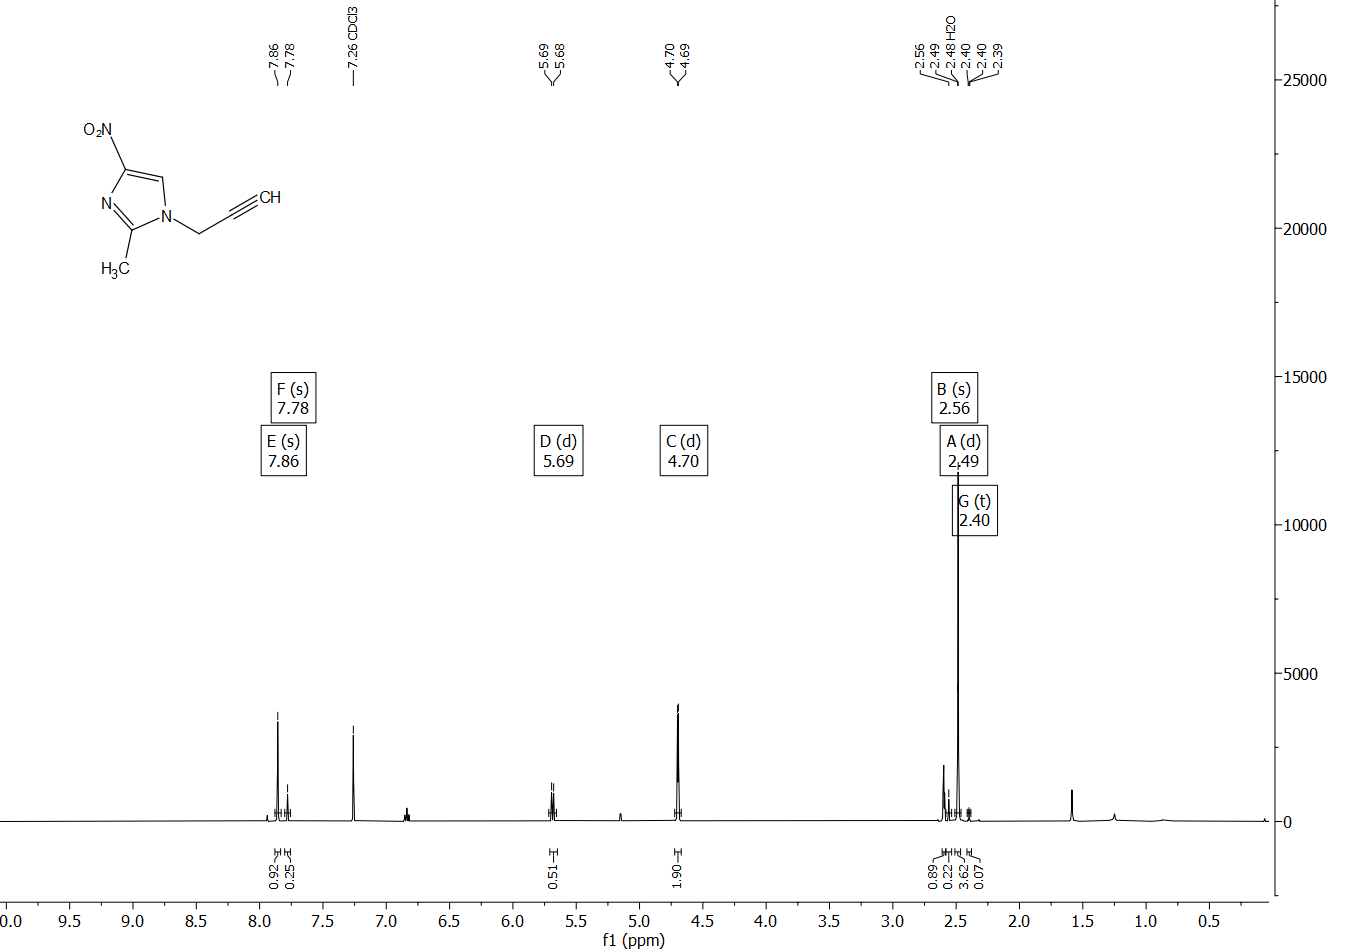 7.86
7.78
7.26 CDCl3
5.69
5.68
4.70
4.69
2.56
2.49
2.48 H2O
2.40
2.40
2.39
O2N
N
N
CH
H3C
F (s)
7.78
E (s)
7.86
D (d)
5.69
C (d)
4.70
B (s)
2.56
A (d)
2.49
G (t)
2.40
25000
20000
15000
10000
5000
0
0.92
0.25
0.51
1.90
0.89
0.22
3.62
0.07
0.0 9.5 9.0 8.5 8.0 7.5 7.0 6.5 6.0 5.5 5.0 4.5 4.0 3.5 3.0 2.5 2.0 1.5 1.0 0.5
f1 (ppm)